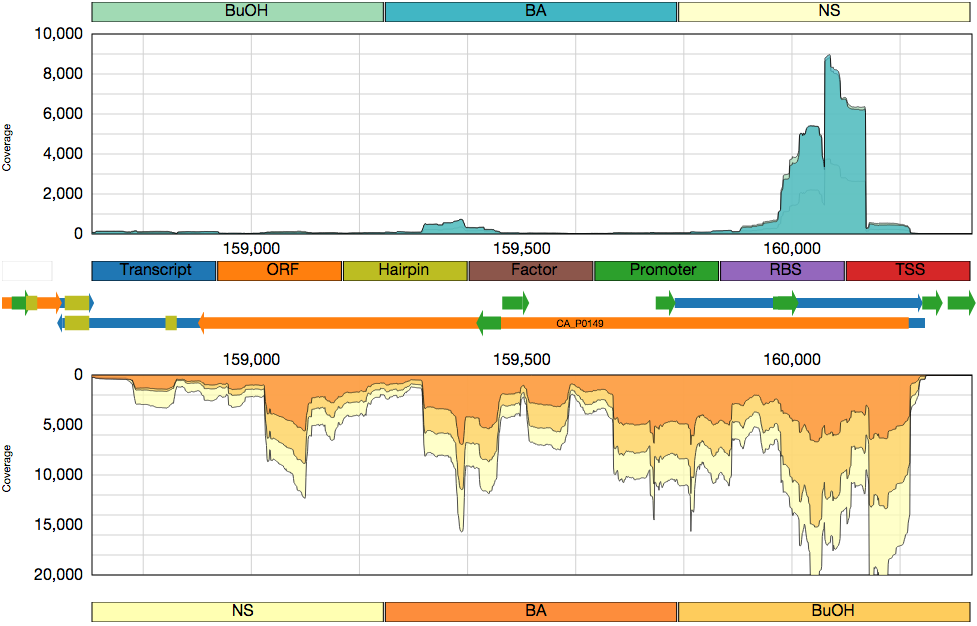 BuOH BA NS
10,000
8,000
6,000
4,000
2,000
0
Coverage
159,000 159,500 160,000
Transcript ORF Hairpin Factor Promoter RBS TSS
CA_P0149
159,000 159,500 160,000
0
5,000
10,000
15,000
20,000
Coverage
NS BA BuOH